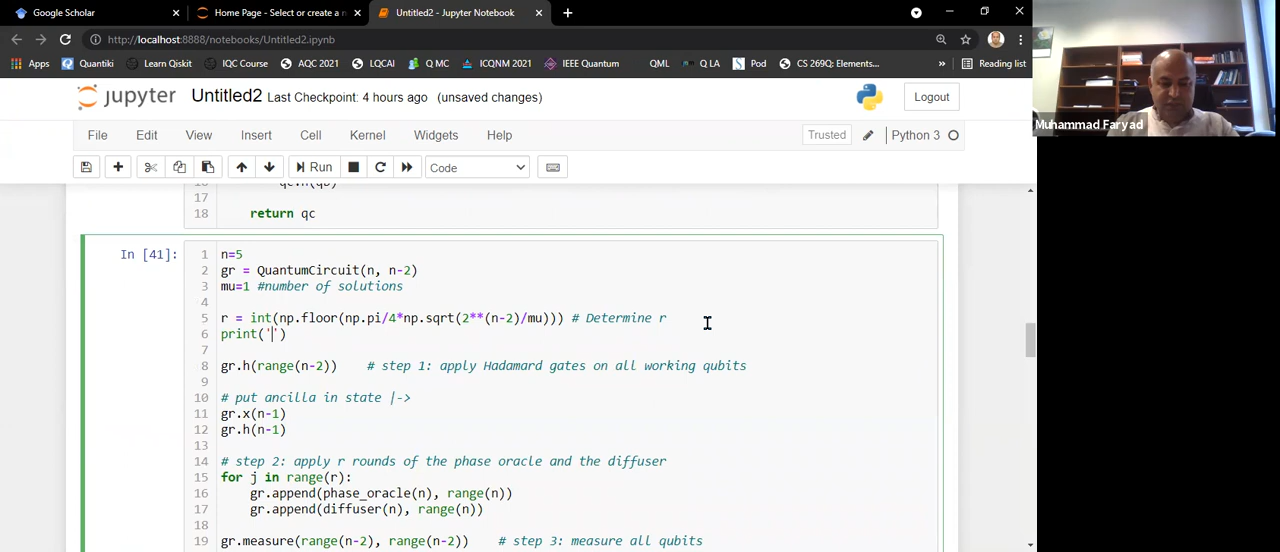 Google Scholar
Home Page - Select or create a n
Untitled2 - Jupyter Notebook
http://localhost:8888/notebooks/Untitled2.ipynb
Apps Quantiki Learn Qiskit IQC Course AQC 2021 LQCAI Q MC ICQNM 2021 IEEE Quantum QML Q LA Pod CS 269Q: Elements... » Reading list
jupyter Untitled2 Last Checkpoint: 4 hours ago (unsaved changes) Logout
Muhammad Faryad
File Edit View Insert Cell Kernel Widgets Help Trusted Python 3
Run Code
17
18 return qc
In [41]:
1 n=5
2 gr = QuantumCircuit(n, n-2)
3 mu=1 #number of solutions
4
5 r = int(np.floor(np.pi/4*np.sqrt(2**(n-2)/mu))) # Determine r
6 print('')
7
8 gr.h(range(n-2)) # step 1: apply Hadamard gates on all working qubits
9
10 # put ancilla in state |->
11 gr.x(n-1)
12 gr.h(n-1)
13
14 # step 2: apply r rounds of the phase oracle and the diffuser
15 for j in range(r):
16 gr.append(phase_oracle(n), range(n))
17 gr.append(diffuser(n), range(n))
18
19 gr.measure(range(n-2), range(n-2)) # step 3: measure all qubits